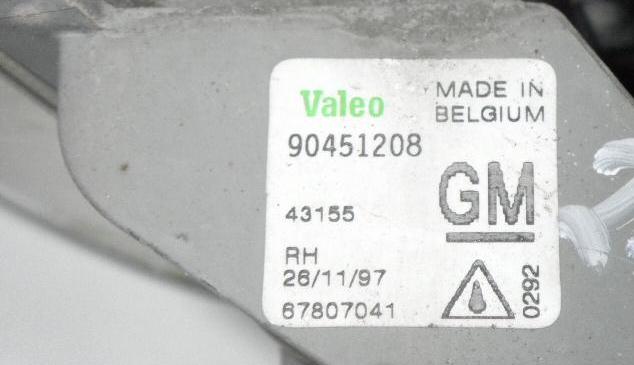 Valeo
MADE IN
BELGIUM
90451208
GM
43155
RH
26/11/97
67807041
0292